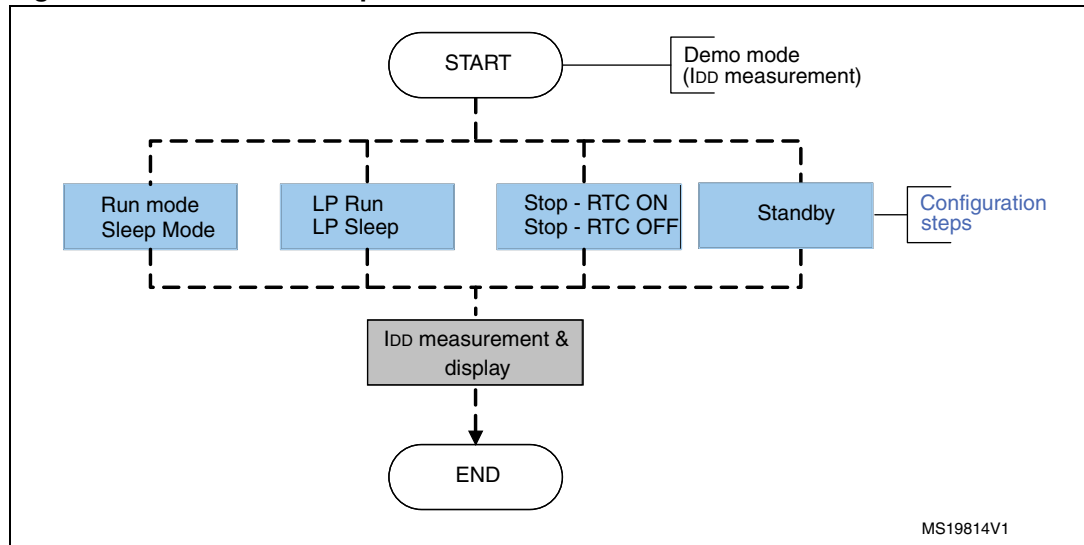 START
Demo mode
(IDD measurement)
Run mode
Sleep Mode
LP Run
LP Sleep
Stop - RTC ON
Stop - RTC OFF
Standby
Configuration
steps
IDD measurement &
display
END
MS19814V1